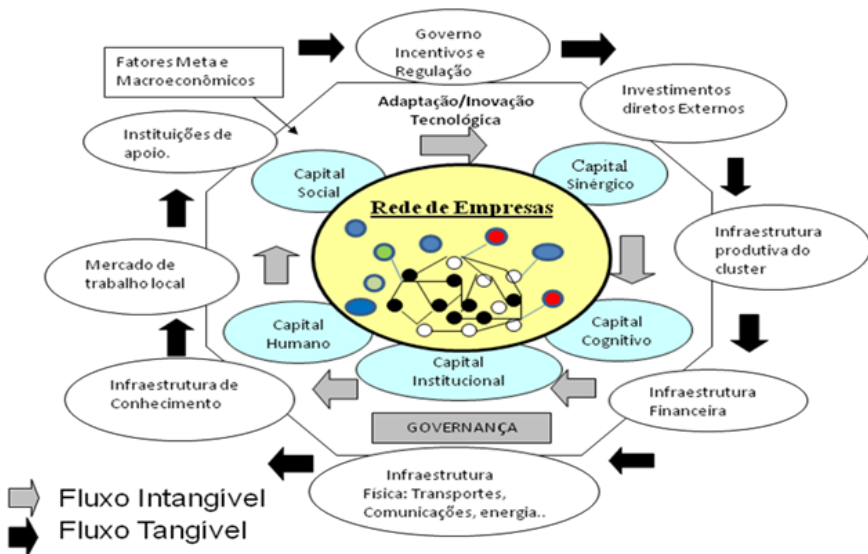 Governo
Incentivos e
Regulação
Fatores Meta e
Macroeconômicos
Investimentos
diretos Externos
Adaptação/Inovação
Tecnológica
Instituições de
apoio.
Capital
Social
Capital
Sinérgico
Rede de Empresas
Infraestrutura
produtiva do
cluster
Mercado de
trabalho local
Capital
Humano
Capital
Cognitivo
Capital
Institucional
Infraestrutura de
Conhecimento
Infraestrutura
Financeira
GOVERNANÇA
Infraestrutura
Física: Transportes,
Comunicações, energia..
Fluxo Intangível
Fluxo Tangível